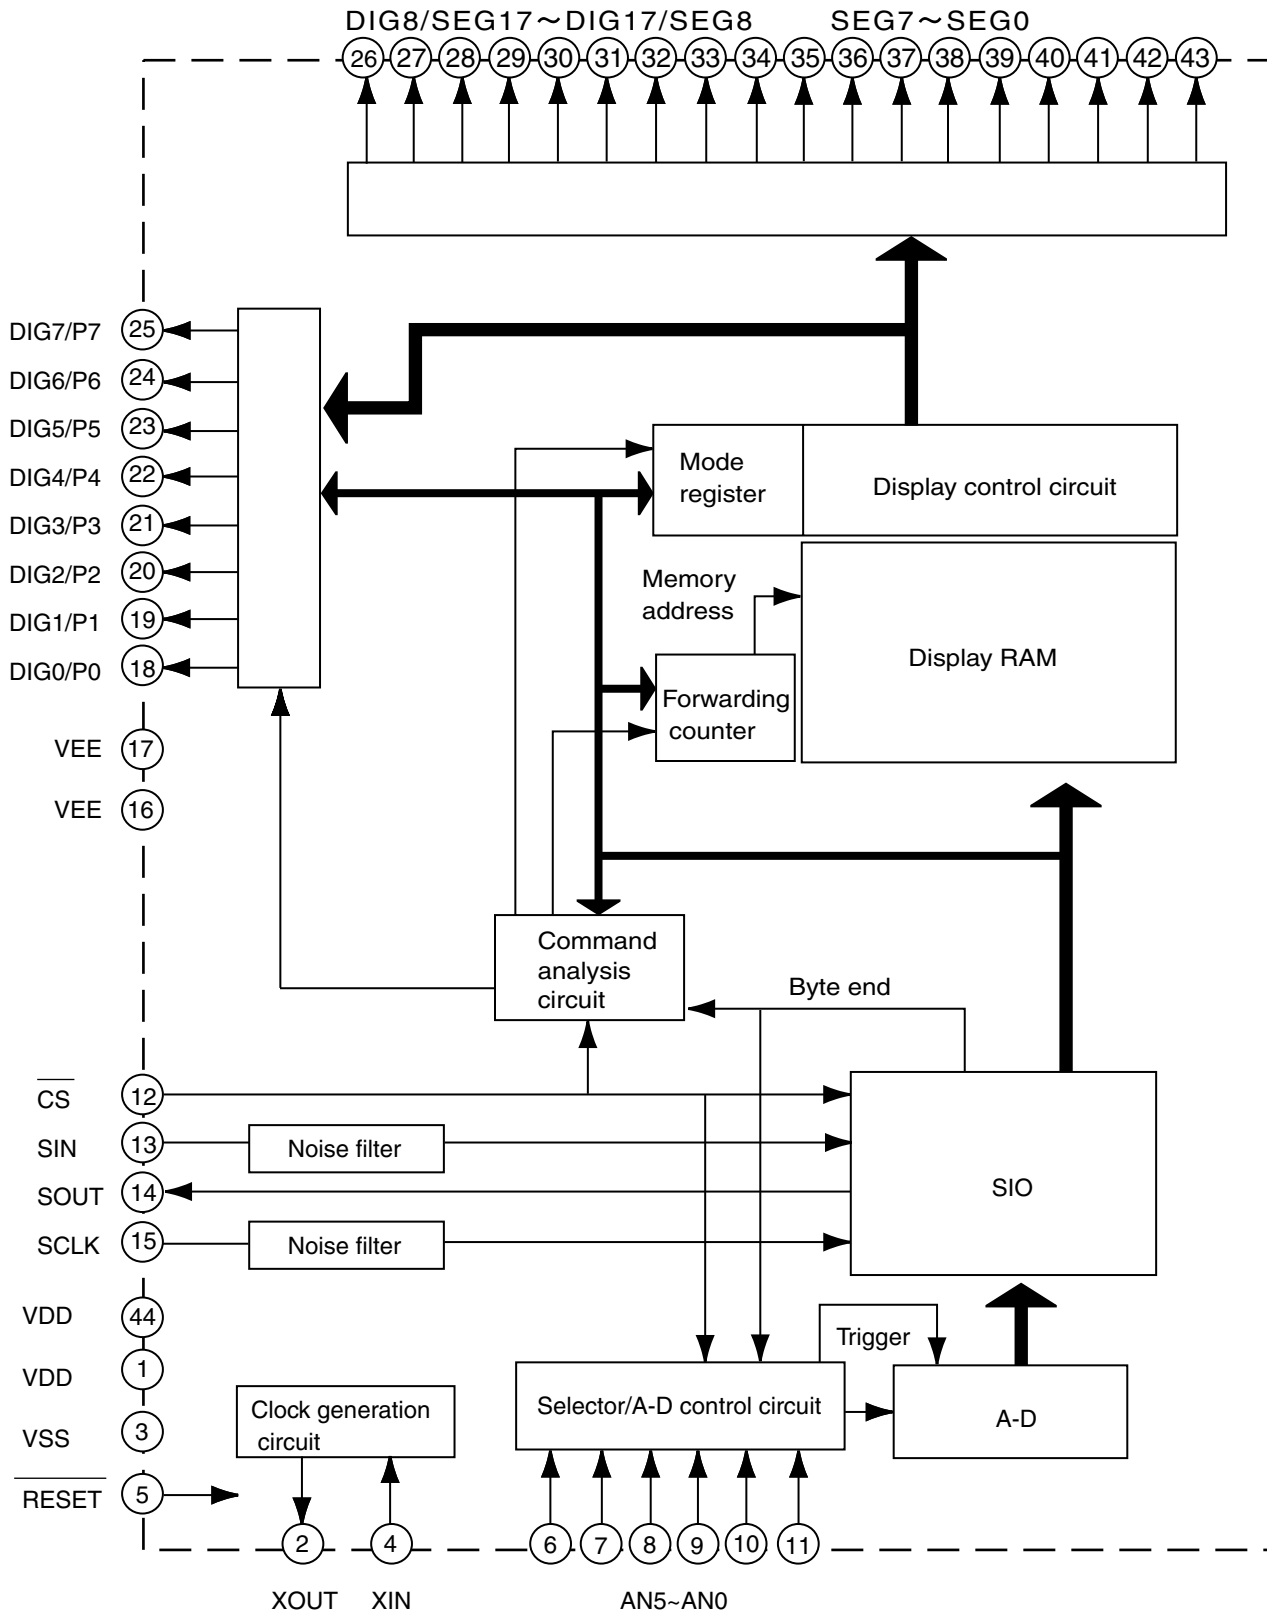 DIG8/SEG17～DIG17/SEG8 SEG7～SEG0
26 27 28 29 30 31 32 33 34 35 36 37 38 39 40 41 42 43
DIG7/P7 25
DIG6/P6 24
DIG5/P5 23
DIG4/P4 22
DIG3/P3 21
DIG2/P2 20
DIG1/P1 19
DIG0/P0 18
VEE 17
VEE 16
Mode
register
Display control circuit
Memory
address
Display RAM
Forwarding
counter
Command
analysis
circuit
Byte end
CS 12
SIN 13 Noise filter
SOUT 14
SCLK 15 Noise filter
SIO
VDD 44
VDD 1
VSS 3
RESET 5
Clock generation
circuit
Selector/A-D control circuit
Trigger
A-D
2 4 6 7 8 9 10 11
XOUT XIN AN5~AN0